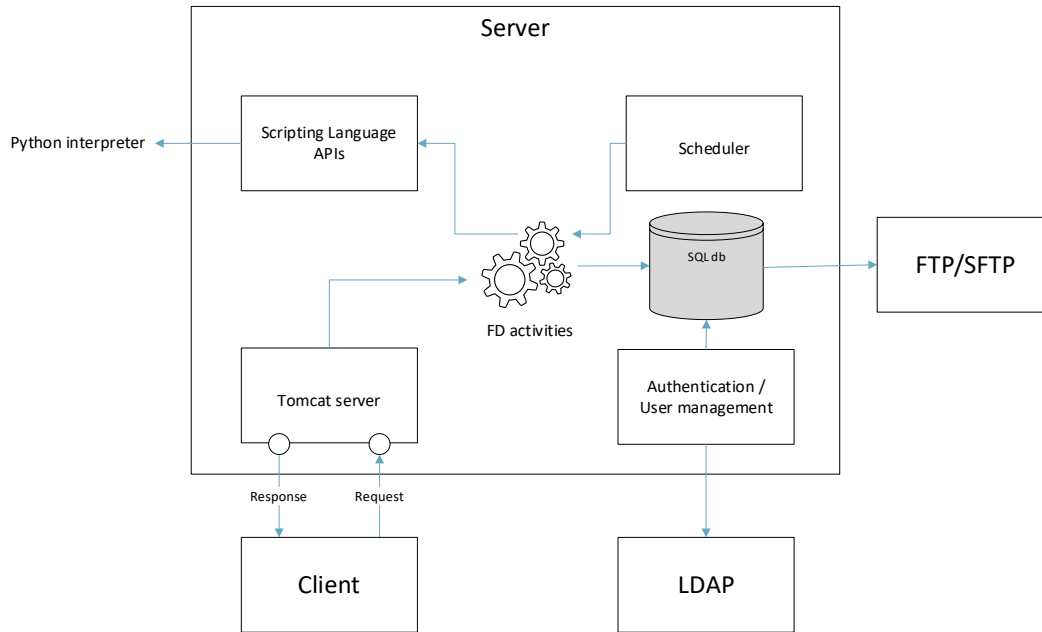 Server
Python interpreter
Scripting Language
APIs
Scheduler
SQL db
FTP/SFTP
FD activities
Tomcat server
Authentication /
User management
Response
Request
Client
LDAP